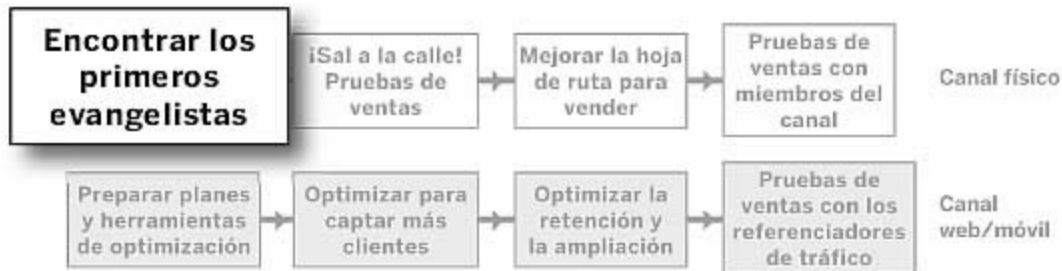 Encontrar los
primeros
evangelistas
¡Sal a la calle!
Pruebas de
ventas
Mejorar la hoja
de ruta para
vender
Pruebas de
ventas con
miembros del
canal
Canal físico
Preparar planes
y herramientas
de optimización
Optimizar para
captar más
clientes
Optimizar la
retención y
la ampliación
Pruebas de
ventas con los
referenciadores
de tráfico
Canal
web/móvil